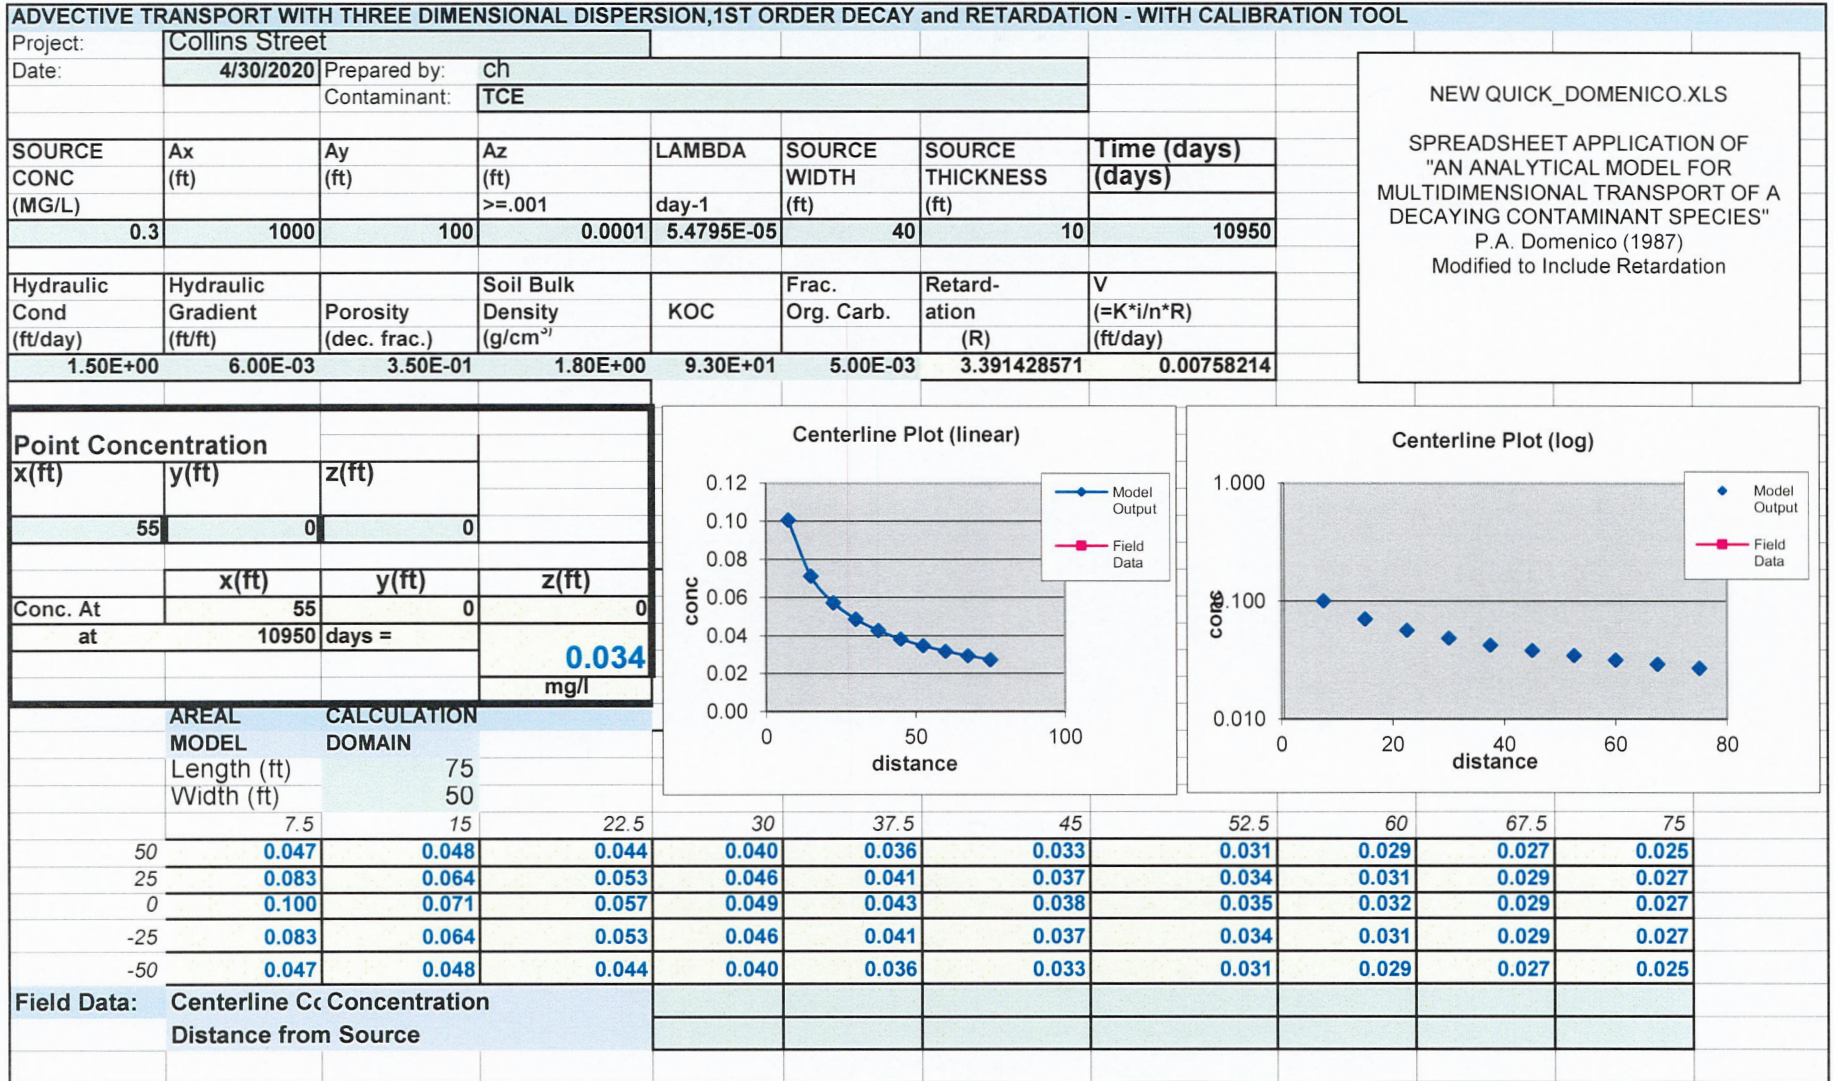 ADVECTIVE TRANSPORT WITH THREE DIMENSIONAL DISPERSION,1ST ORDER DECAY and RETARDATION - WITH CALIBRATION TOOL
Project: Collins Street
Date: 4/30/2020 Prepared by: ch
Contaminant: TCE
NEW QUICK_DOMENICO.XLS
SPREADSHEET APPLICATION OF
"AN ANALYTICAL MODEL FOR
MULTIDIMENSIONAL TRANSPORT OF A
DECAYING CONTAMINANT SPECIES"
P.A. Domenico (1987)
Modified to Include Retardation
SOURCE Ax Ay Az LAMBDA SOURCE SOURCE Time (days)
CONC (ft) (ft) (ft) WIDTH THICKNESS (days)
(MG/L) >=.001 day-1 (ft) (ft)
0.3 1000 100 0.0001 5.4795E-05 40 10 10950
Hydraulic Hydraulic Soil Bulk Frac. Retard- V
Cond Gradient Porosity Density KOC Org. Carb. ation (=K*i/n*R)
(ft/day) (ft/ft) (dec. frac.) (g/cm³) (R) (ft/day)
1.50E+00 6.00E-03 3.50E-01 1.80E+00 9.30E+01 5.00E-03 3.391428571 0.00758214
Point Concentration
x(ft) y(ft) z(ft)
55 0 0
x(ft) y(ft) z(ft)
Conc. At 55 0 0
at 10950 days =
0.034
mg/l
Centerline Plot (linear)
Model
Output
Field
Data
0.12
0.10
0.08
0.06
0.04
0.02
0.00
conc
0 50 100
distance
Centerline Plot (log)
Model
Output
Field
Data
1.000
0.100
0.010
conc
0 20 40 60 80
distance
AREAL CALCULATION
MODEL DOMAIN
Length (ft) 75
Width (ft) 50
7.5 15 22.5 30 37.5 45 52.5 60 67.5 75
50 0.047 0.048 0.044 0.040 0.036 0.033 0.031 0.029 0.027 0.025
25 0.083 0.064 0.053 0.046 0.041 0.037 0.034 0.031 0.029 0.027
0 0.100 0.071 0.057 0.049 0.043 0.038 0.035 0.032 0.029 0.027
-25 0.083 0.064 0.053 0.046 0.041 0.037 0.034 0.031 0.029 0.027
-50 0.047 0.048 0.044 0.040 0.036 0.033 0.031 0.029 0.027 0.025
Field Data: Centerline Cc Concentration
Distance from Source